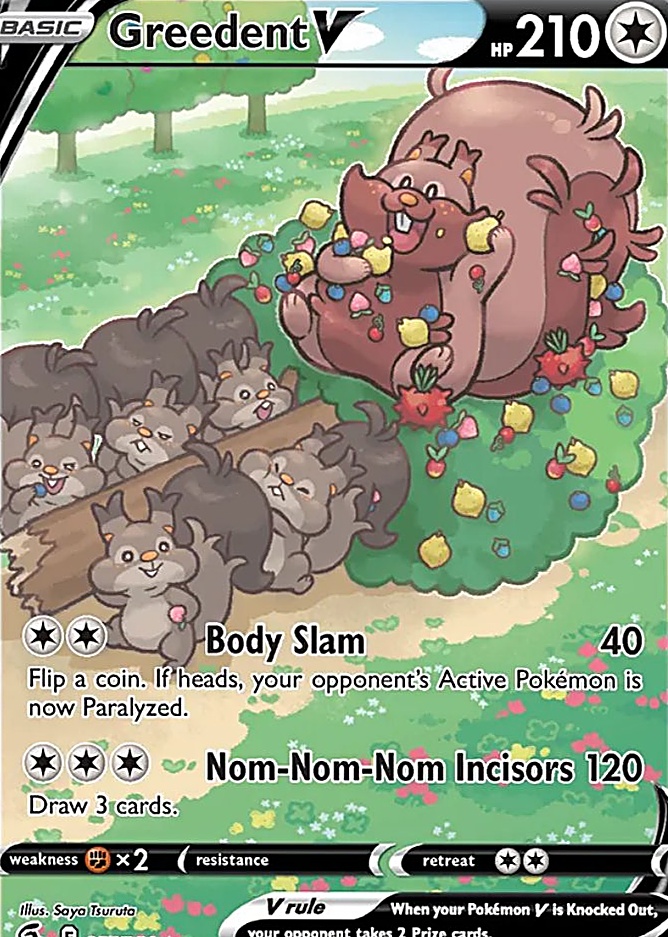 BASIC
Greedent V
HP 210
Body Slam 40
Flip a coin. If heads, your opponent's Active Pokémon is
now Paralyzed.
Nom-Nom-Nom Incisors 120
Draw 3 cards.
weakness ×2 resistance retreat
Illus. Saya Tsuruta
V rule When your Pokémon V is Knocked Out,
your opponent takes 2 Prize cards.